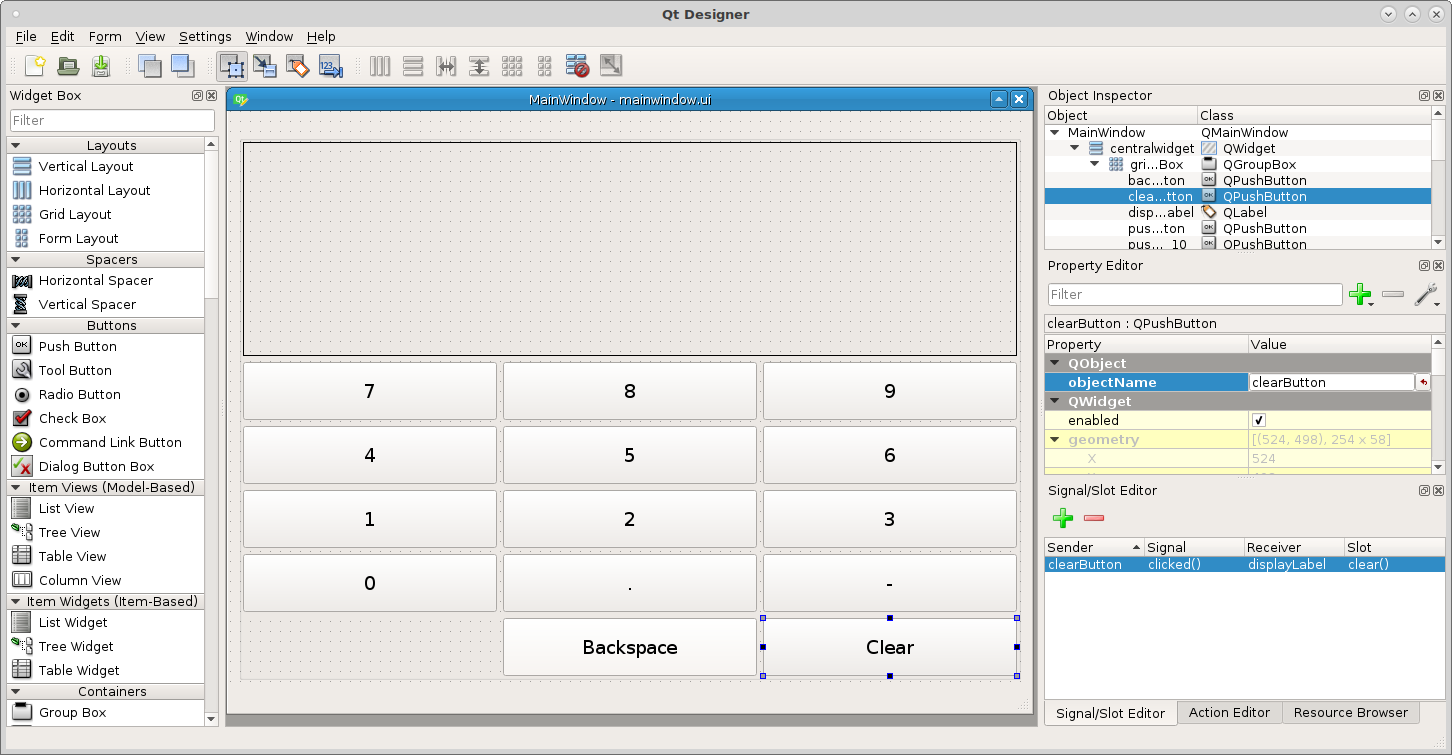 Qt Designer
File Edit Form View Settings Window Help
Widget Box
Filter
Layouts
Vertical Layout
Horizontal Layout
Grid Layout
Form Layout
Spacers
Horizontal Spacer
Vertical Spacer
Buttons
Push Button
Tool Button
Radio Button
Check Box
Command Link Button
Dialog Button Box
Item Views (Model-Based)
List View
Tree View
Table View
Column View
Item Widgets (Item-Based)
List Widget
Tree Widget
Table Widget
Containers
Group Box
MainWindow - mainwindow.ui
7 8 9
4 5 6
1 2 3
0 . -
Backspace Clear
Object Inspector
Object Class
MainWindow QMainWindow
centralwidget QWidget
gri...Box QGroupBox
bac...ton QPushButton
clea...tton QPushButton
disp...abel QLabel
pus...ton QPushButton
pus..._10 QPushButton
Property Editor
Filter
clearButton : QPushButton
Property Value
QObject
objectName clearButton
QWidget
enabled
geometry [(524, 498), 254 x 58]
X 524
Signal/Slot Editor
Sender Signal Receiver Slot
clearButton clicked() displayLabel clear()
Signal/Slot Editor Action Editor Resource Browser